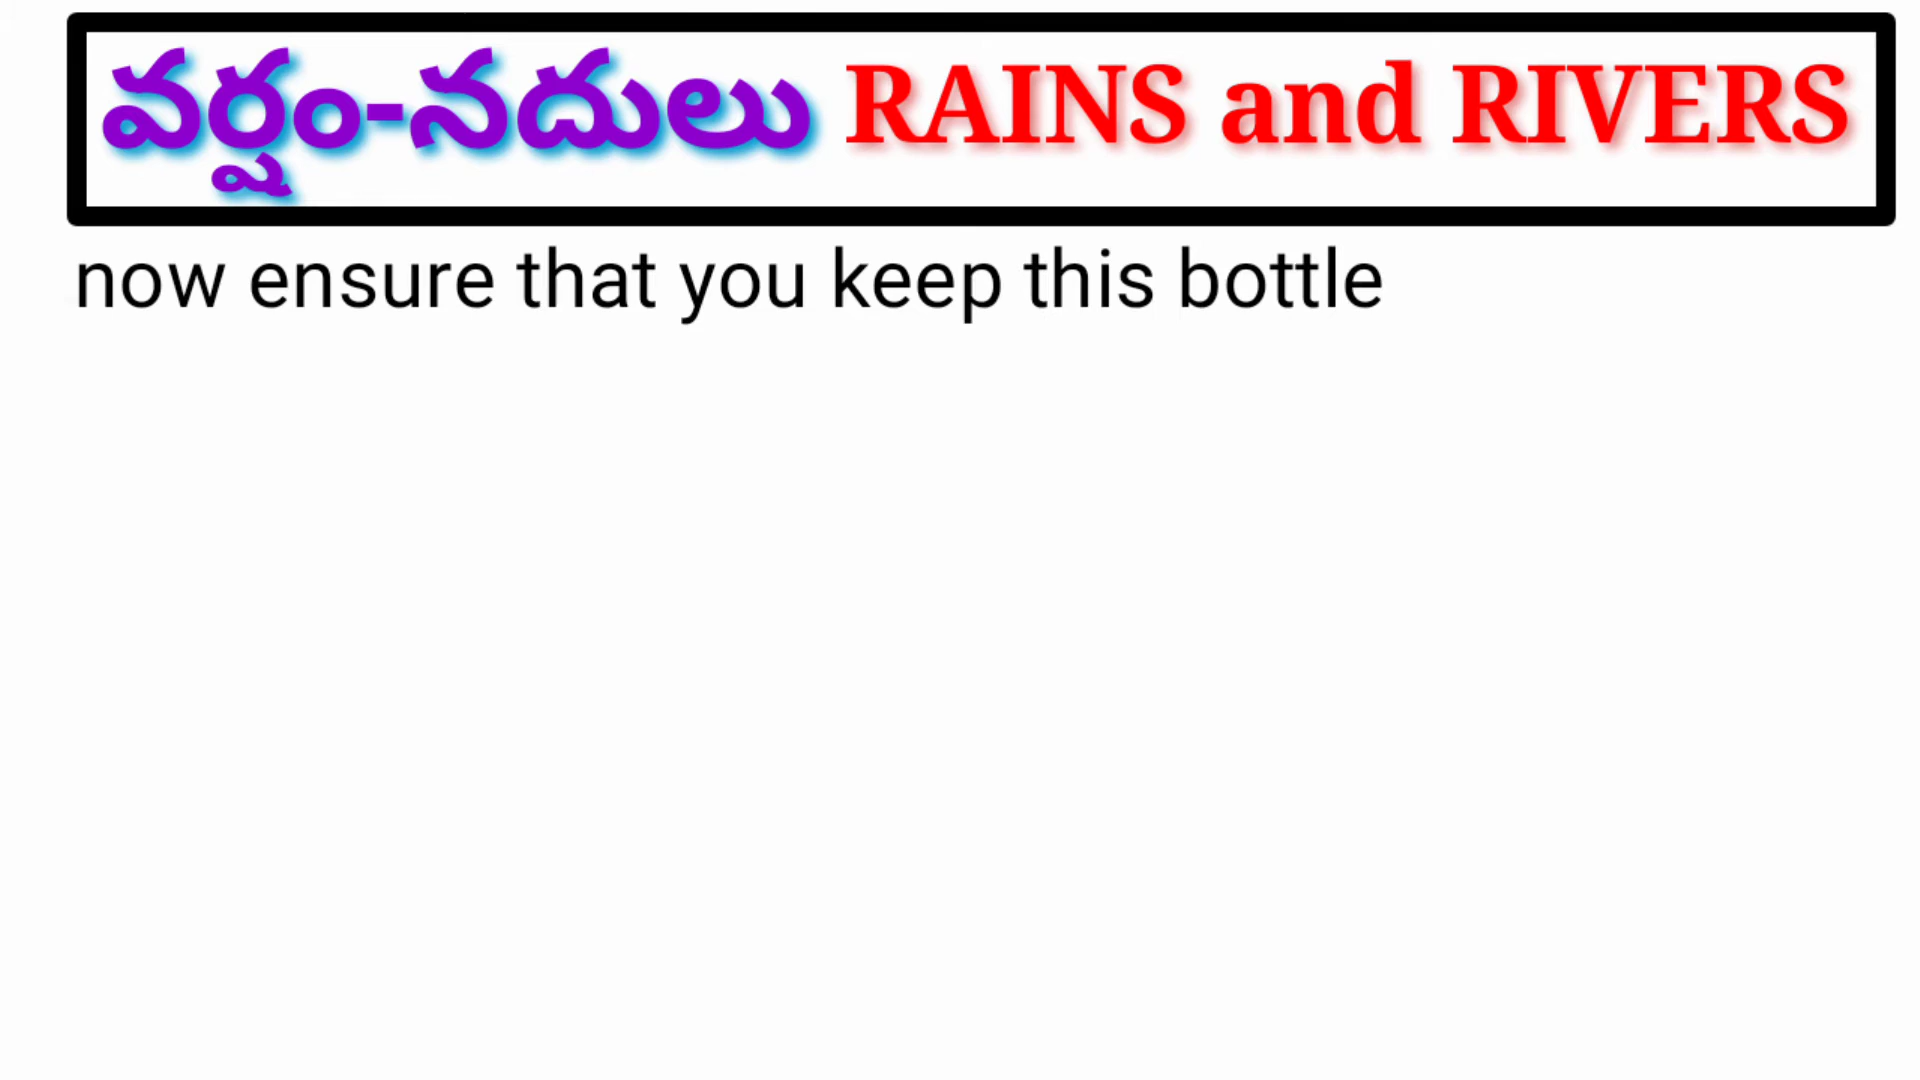 వర్షం-నదులు RAINS and RIVERS
now ensure that you keep this bottle